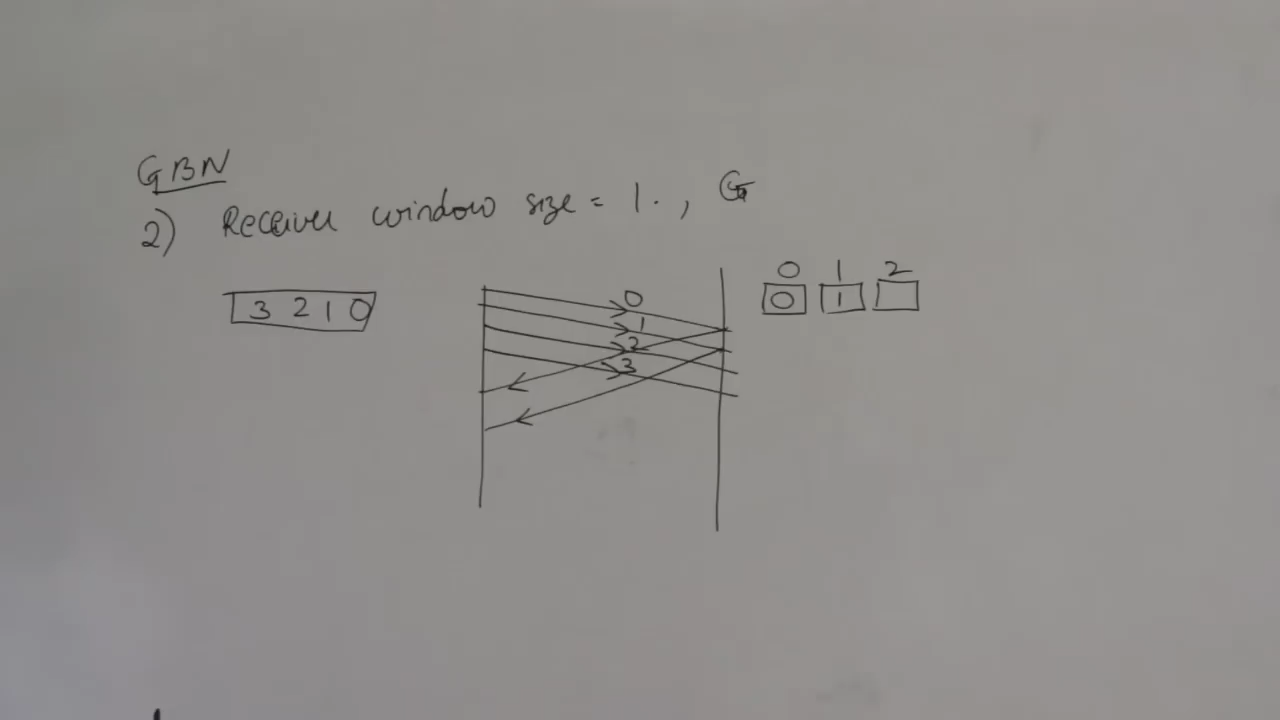 GBN
2) Receiver window size = 1. , G
0 1 2
3 2 1 0
0
0 1
1
2
3